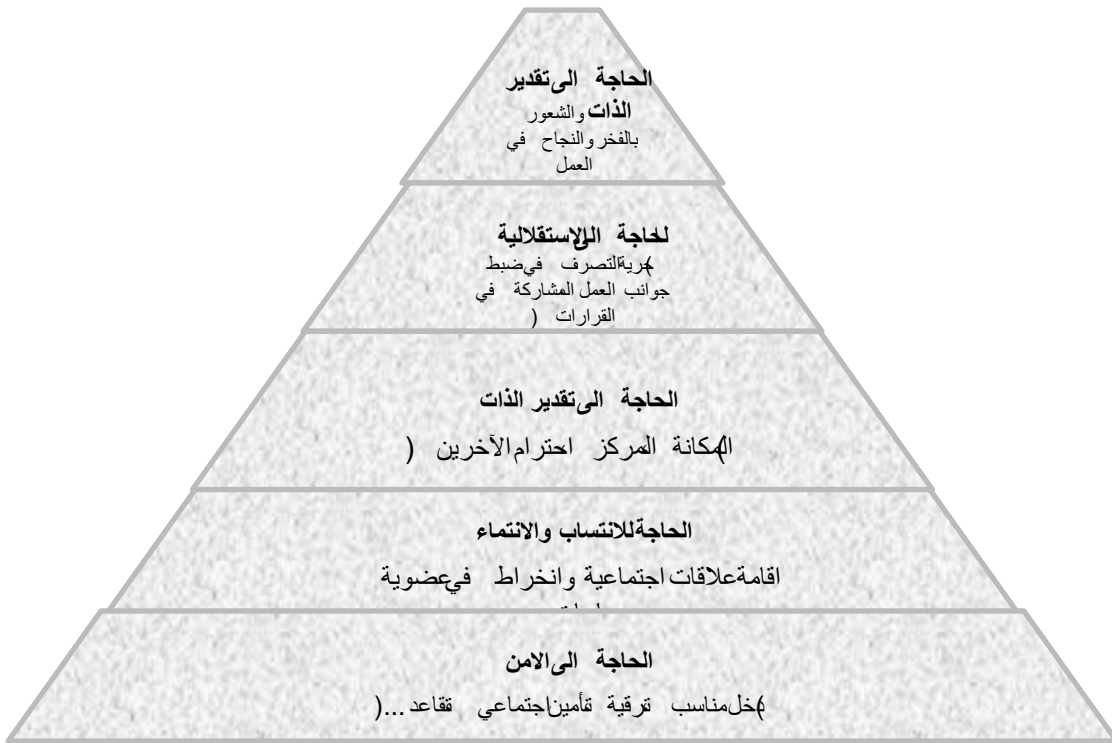 الحاجة الى تقدير
الذات والشعور
بالفخر والنجاح في
العمل
الحاجة الى الاستقلالية
)حرية التصرف في ضبط
جوانب العمل المشاركة في
القرارات (
الحاجة الى تقدير الذات
)المكانة المركز احترام الآخرين (
الحاجة للانتساب والانتماء
اقامة علاقات اجتماعية وانخراط في عضوية
الحاجة الى الامن
)دخل مناسب ترقية تأمين اجتماعي تقاعد ...(